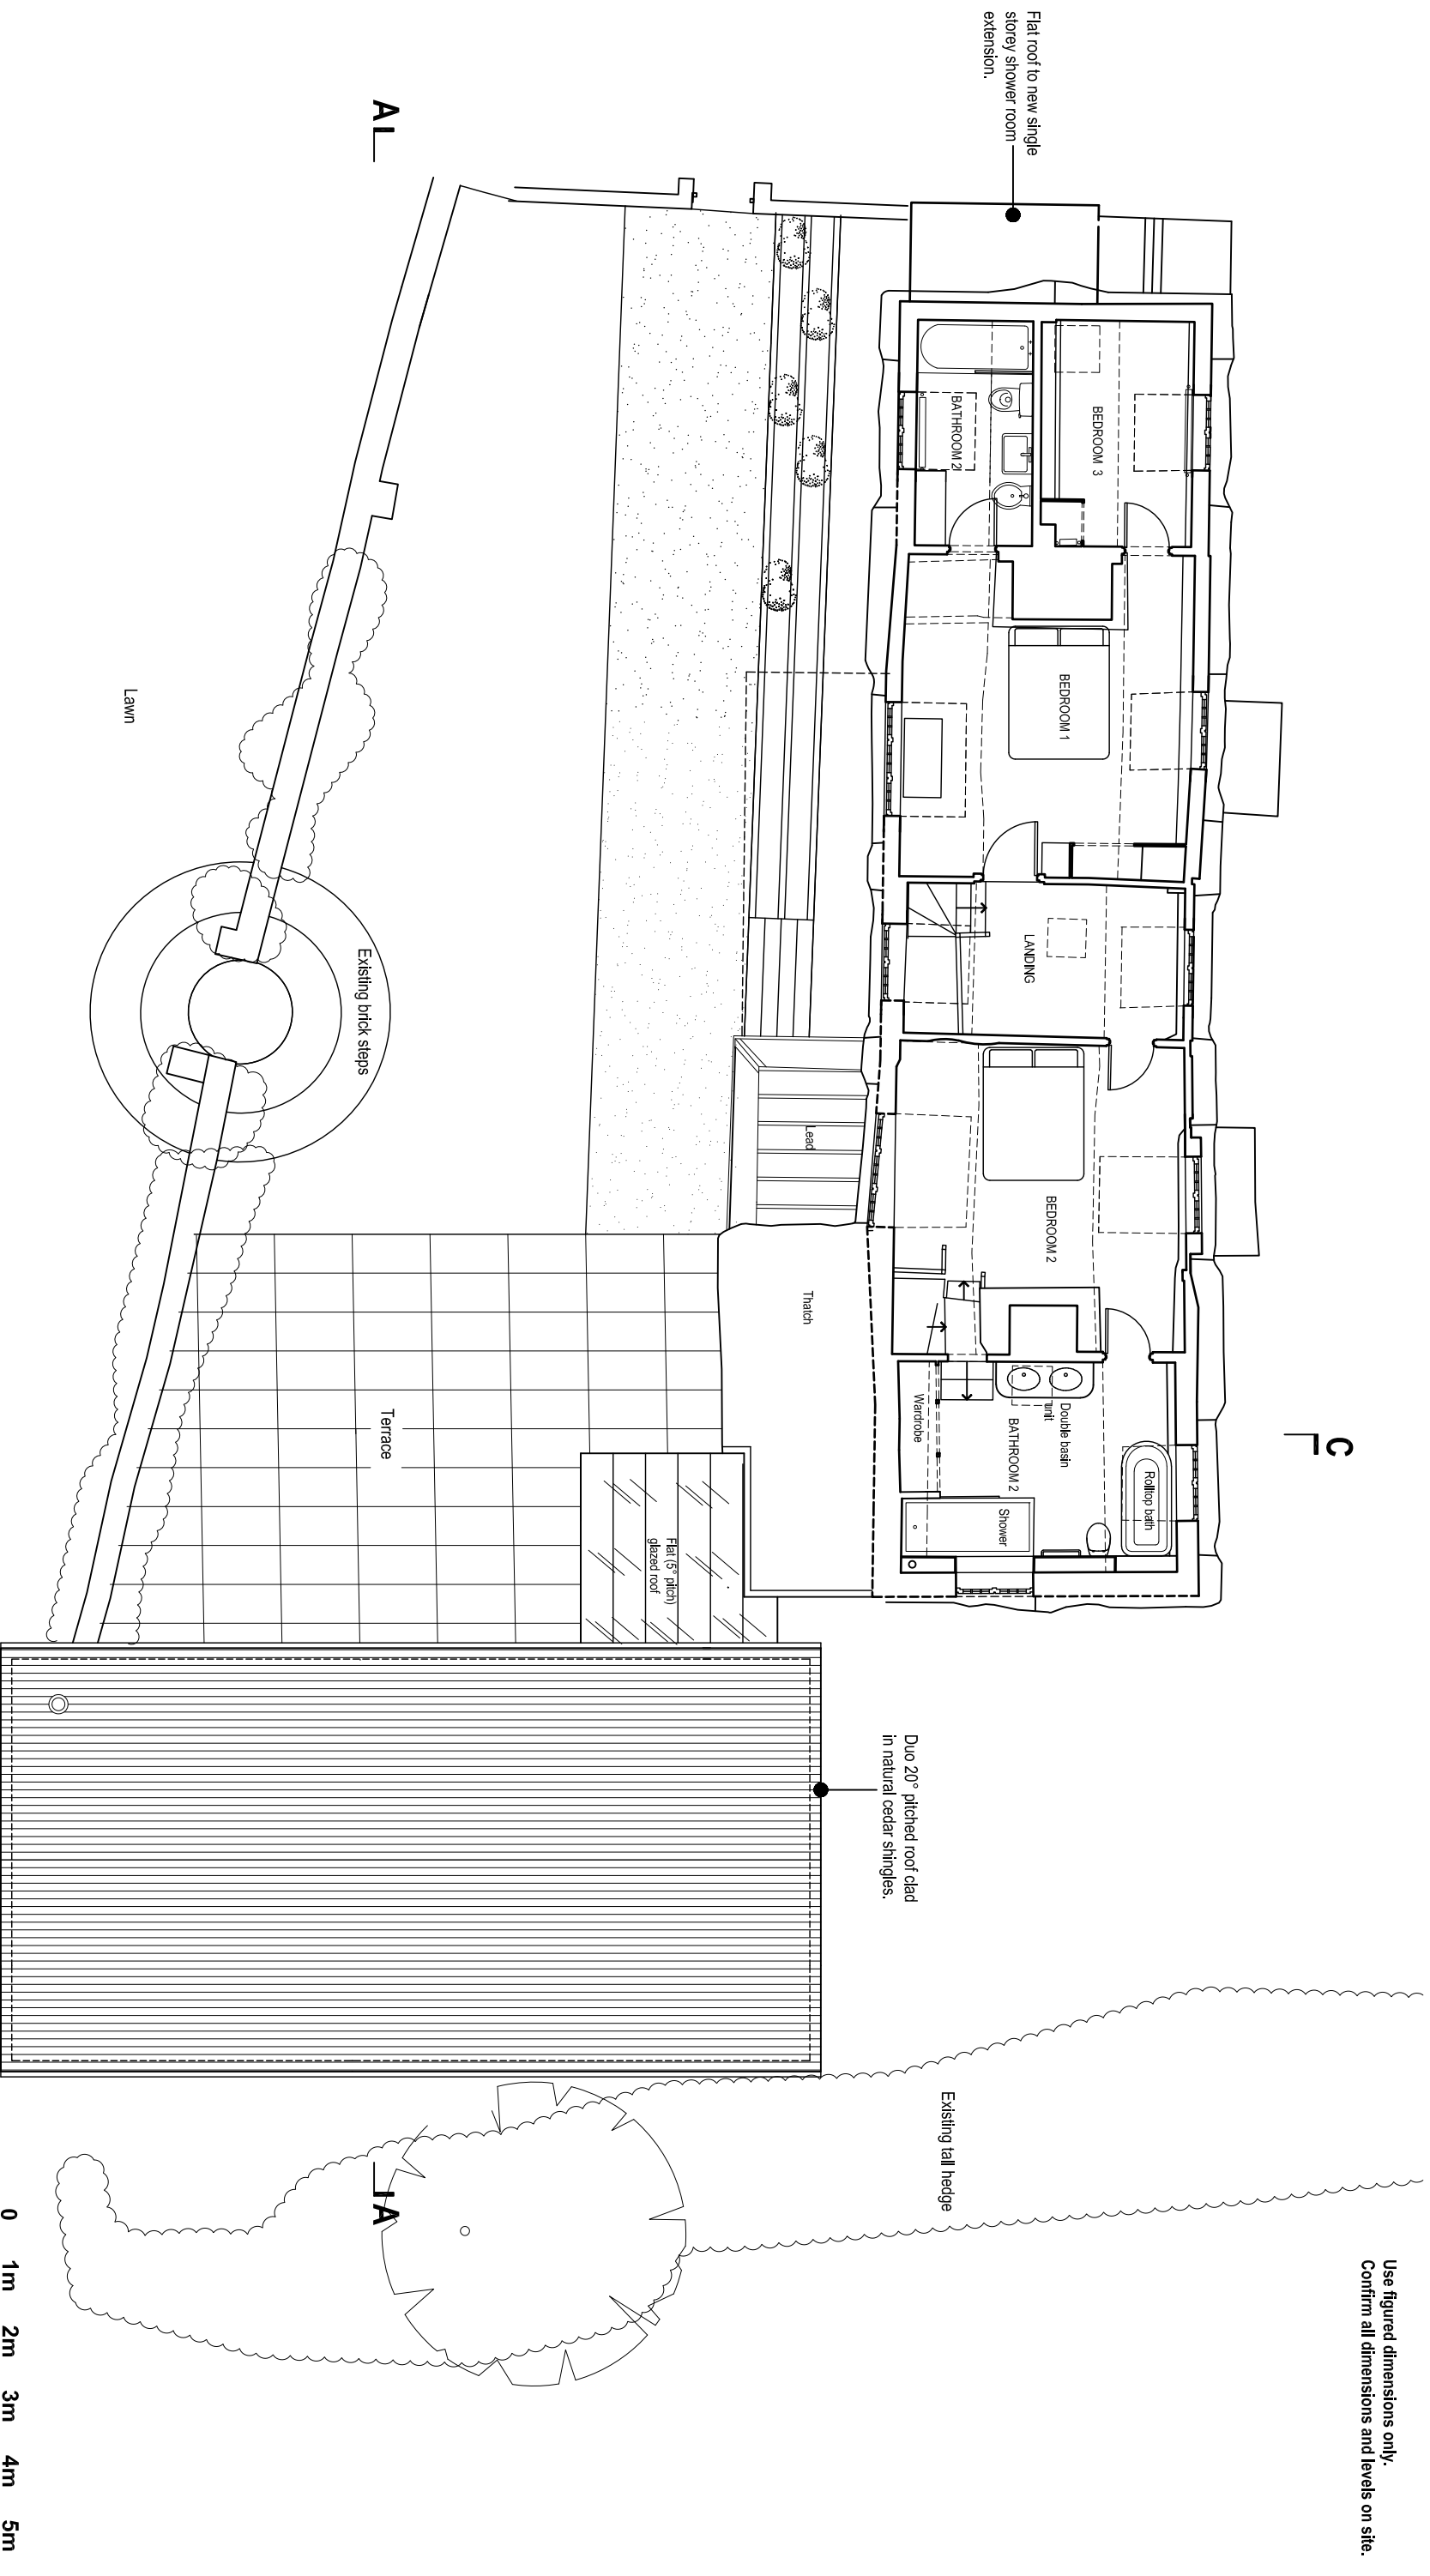 Use figured dimensions only.
Confirm all dimensions and levels on site.
C
Flat roof to new single
storey shower room
extension.
BEDROOM 3
BATHROOM 2
BEDROOM 1
LANDING
BEDROOM 2
Rolltop bath
Double basin
unit
BATHROOM 2
Shower
Wardrobe
Lead
Thatch
Duo 20° pitched roof clad
in natural cedar shingles.
Existing tall hedge
Flat (5° pitch)
glazed roof
Terrace
Existing brick steps
A
A
Lawn
0 1m 2m 3m 4m 5m